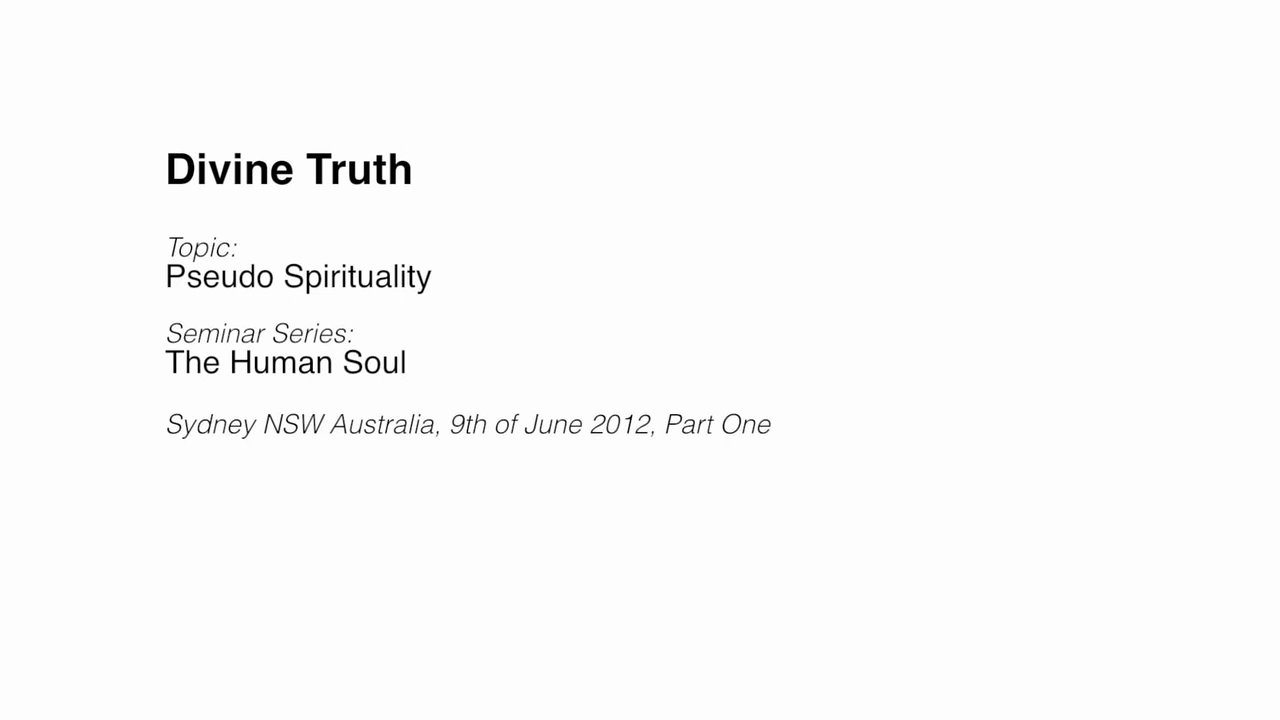 Divine Truth
Topic:
Pseudo Spirituality
Seminar Series:
The Human Soul
Sydney NSW Australia, 9th of June 2012, Part One